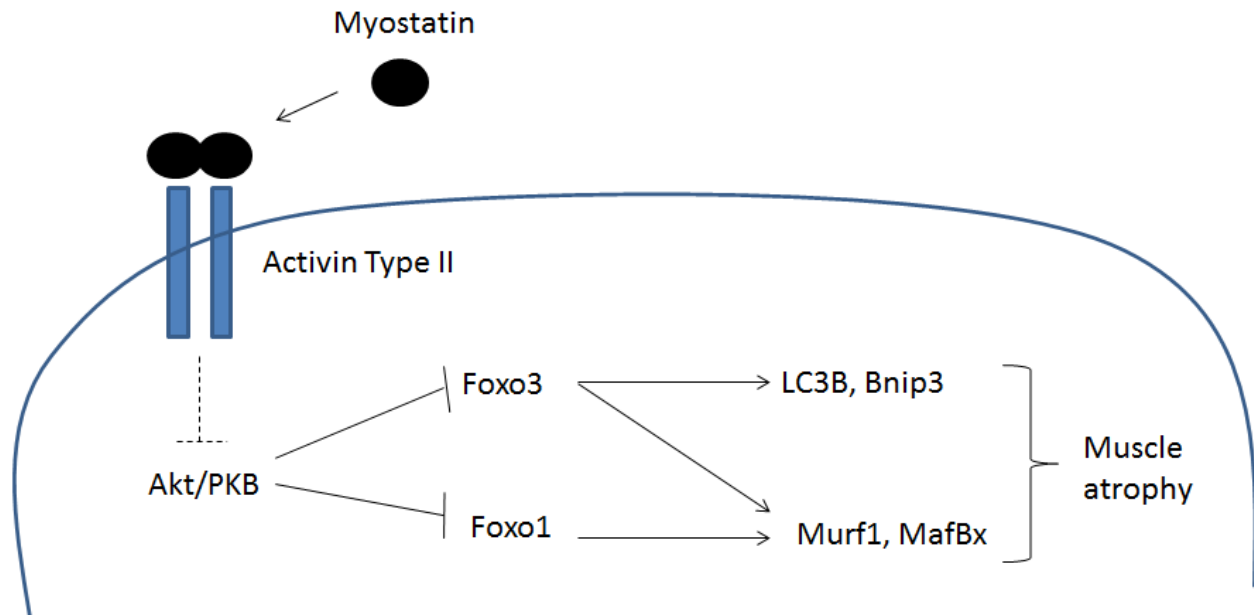 Myostatin
Activin Type II
Foxo3
LC3B, Bnip3
Akt/PKB
Muscle
atrophy
Foxo1
Murf1, MafBx